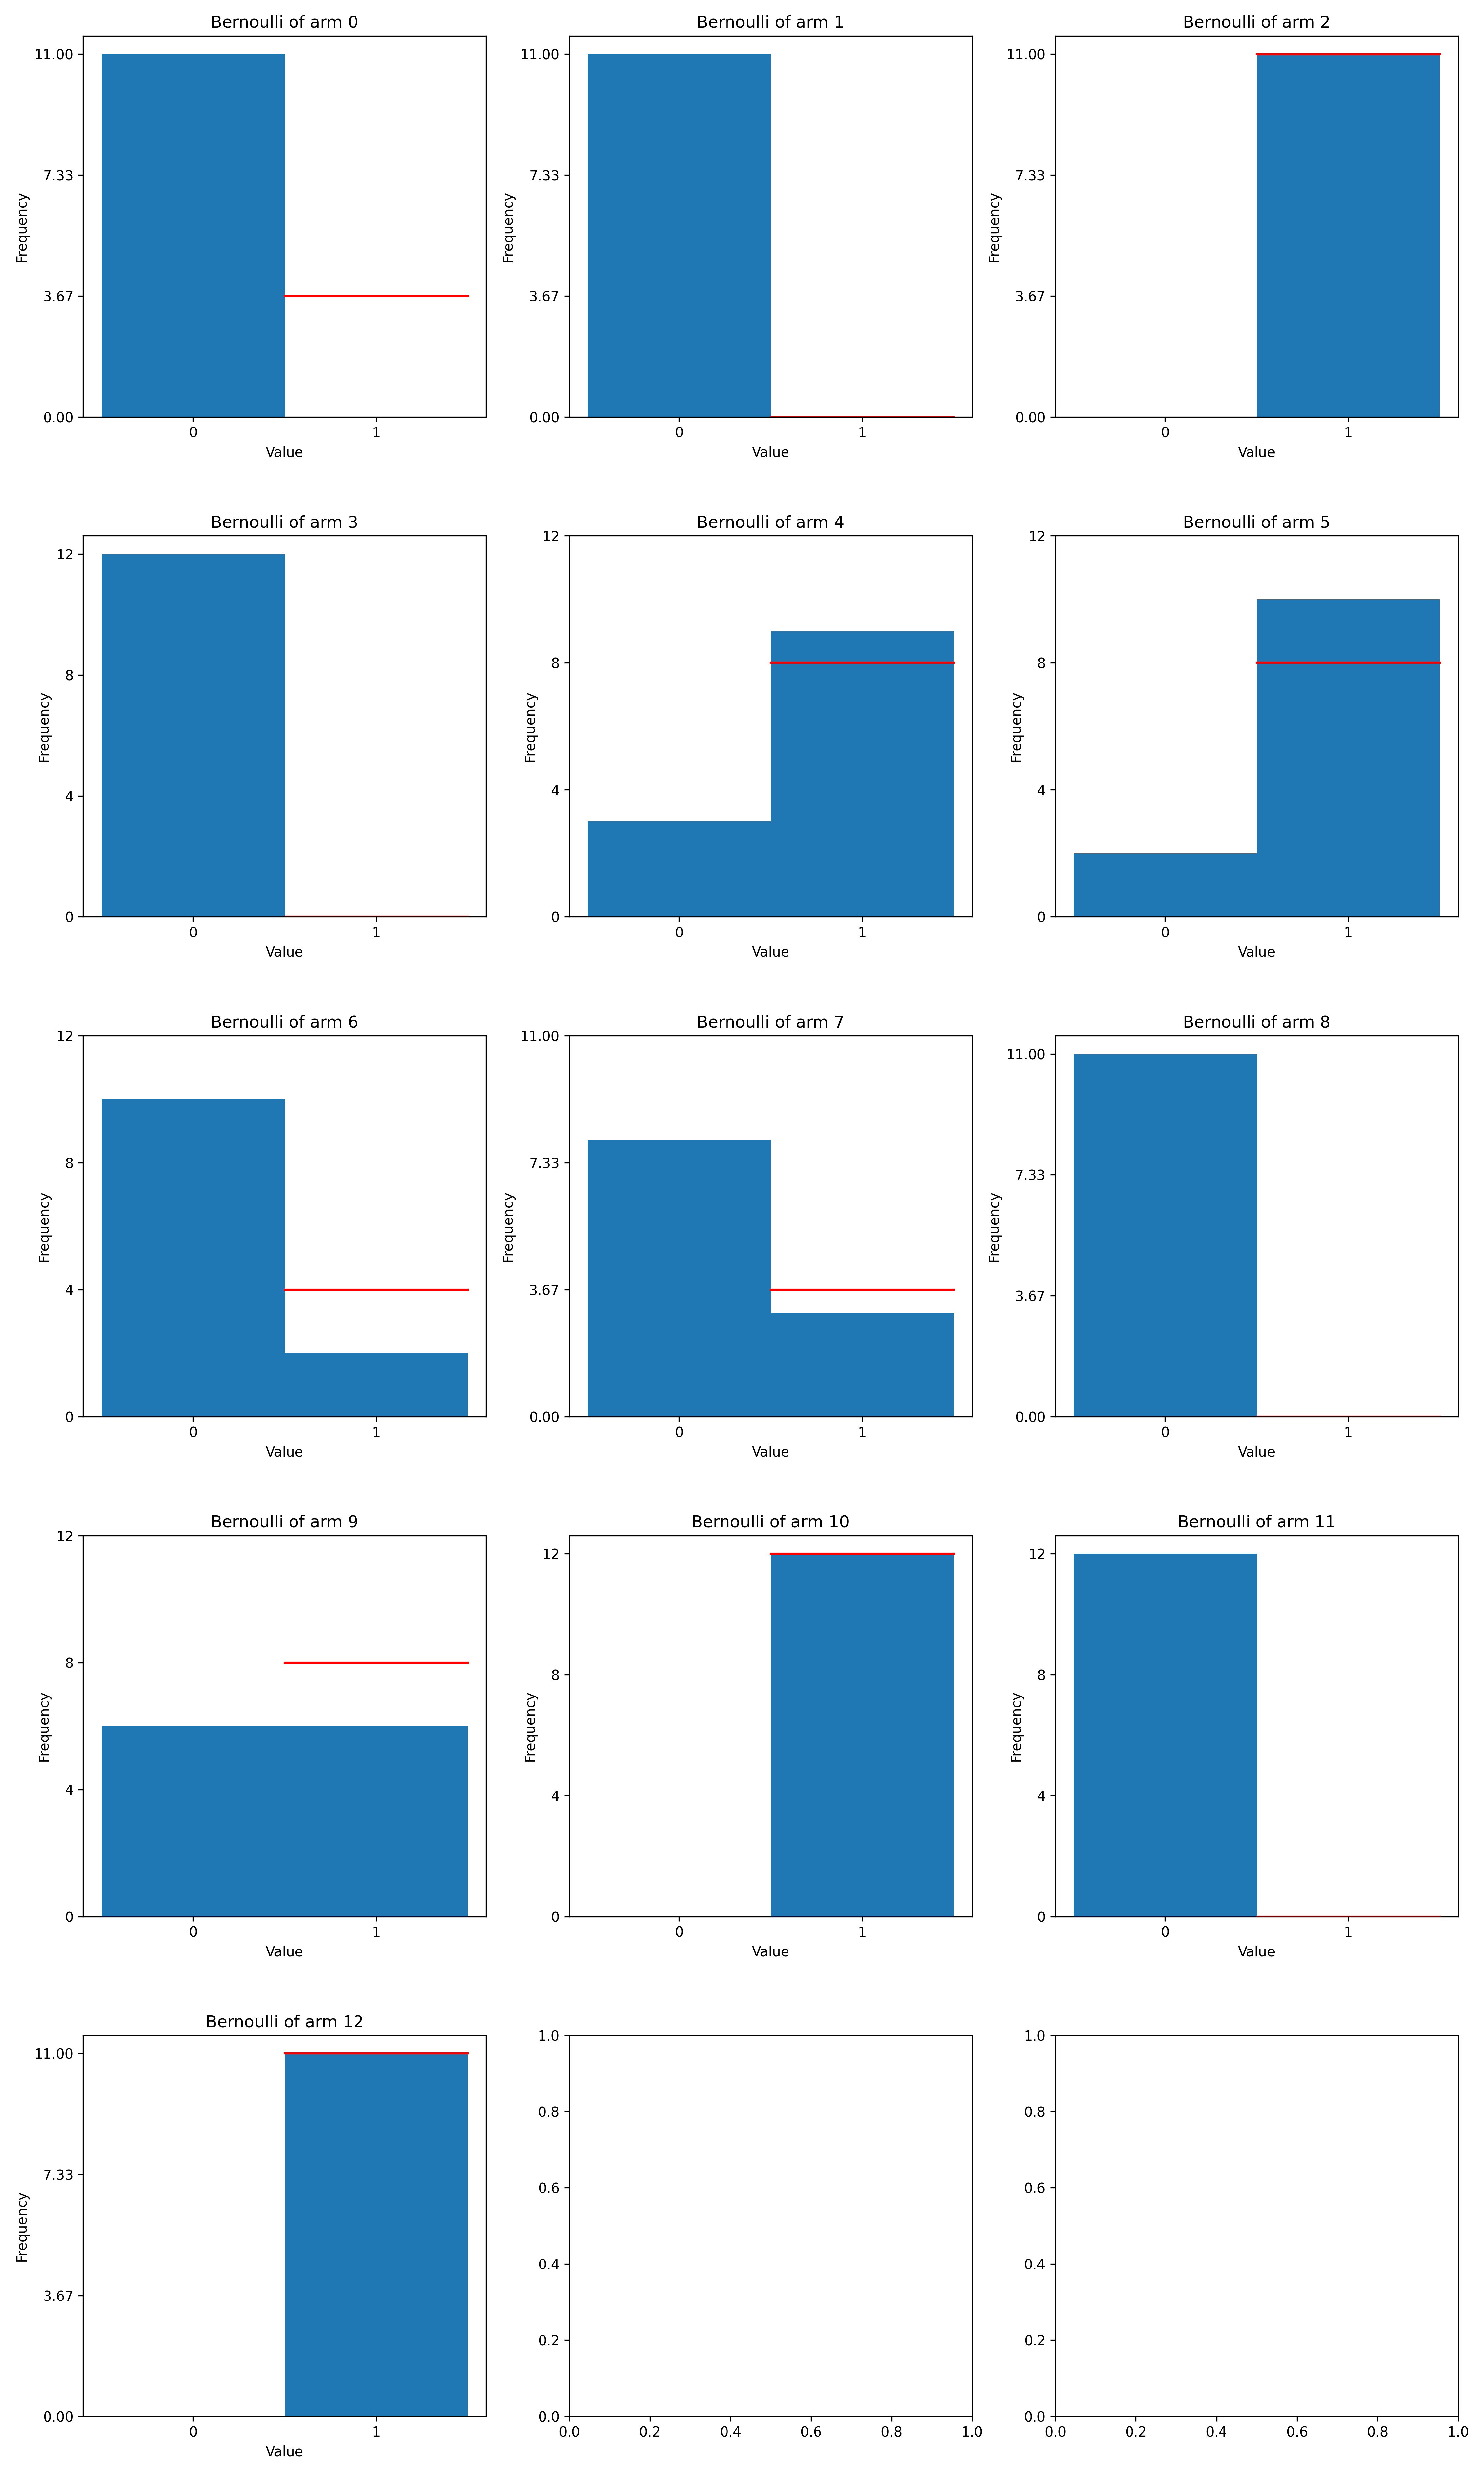 Bernoulli of arm 0
11.00
7.33
3.67
0.00
Frequency
0 1
Value
Bernoulli of arm 1
11.00
7.33
3.67
0.00
Frequency
0 1
Value
Bernoulli of arm 2
11.00
7.33
3.67
0.00
Frequency
0 1
Value
Bernoulli of arm 3
12
8
4
0
Frequency
0 1
Value
Bernoulli of arm 4
12
8
4
0
Frequency
0 1
Value
Bernoulli of arm 5
12
8
4
0
Frequency
0 1
Value
Bernoulli of arm 6
12
8
4
0
Frequency
0 1
Value
Bernoulli of arm 7
11.00
7.33
3.67
0.00
Frequency
0 1
Value
Bernoulli of arm 8
11.00
7.33
3.67
0.00
Frequency
0 1
Value
Bernoulli of arm 9
12
8
4
0
Frequency
0 1
Value
Bernoulli of arm 10
12
8
4
0
Frequency
0 1
Value
Bernoulli of arm 11
12
8
4
0
Frequency
0 1
Value
Bernoulli of arm 12
11.00
7.33
3.67
0.00
Frequency
0 1
Value
1.0
0.8
0.6
0.4
0.2
0.0
0.0 0.2 0.4 0.6 0.8 1.0
1.0
0.8
0.6
0.4
0.2
0.0
0.0 0.2 0.4 0.6 0.8 1.0